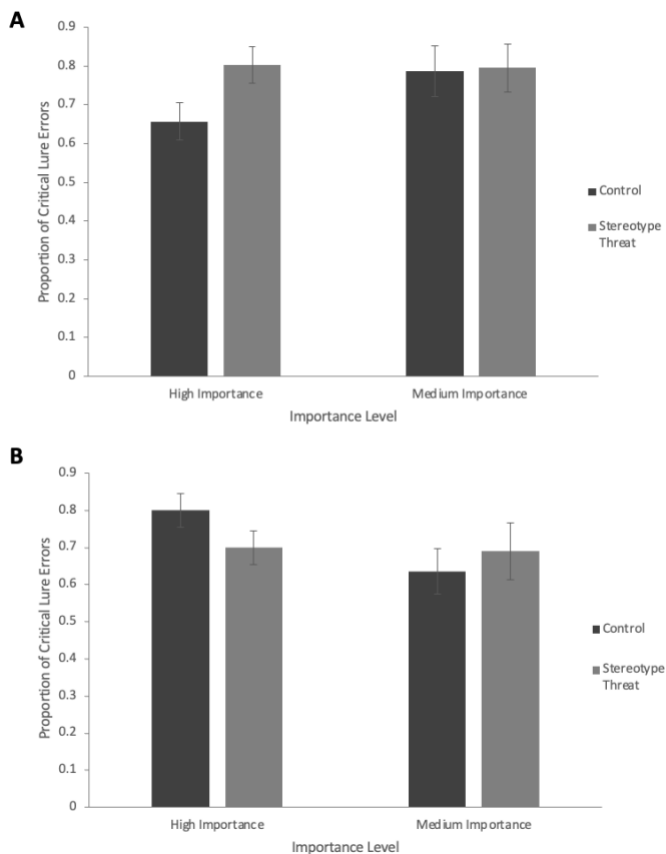 A
0.9
0.8
0.7
0.6
0.5
0.4
0.3
0.2
0.1
0
Proportion of Critical Lure Errors
High Importance
Medium Importance
Importance Level
Control
Stereotype
Threat
B
0.9
0.8
0.7
0.6
0.5
0.4
0.3
0.2
0.1
0
Proportion of Critical Lure Errors
High Importance
Medium Importance
Importance Level
Control
Stereotype
Threat